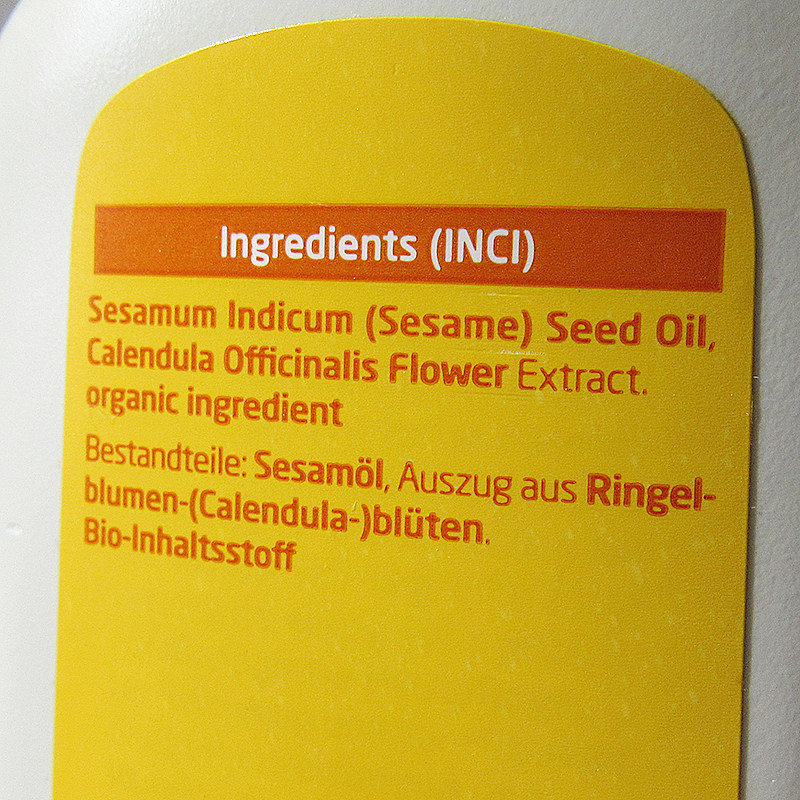 Ingredients (INCI)
Sesamum Indicum (Sesame) Seed Oil,
Calendula Officinalis Flower Extract.
organic ingredient
Bestandteile: Sesamöl, Auszug aus Ringel-
blumen-(Calendula-)blüten.
Bio-Inhaltsstoff